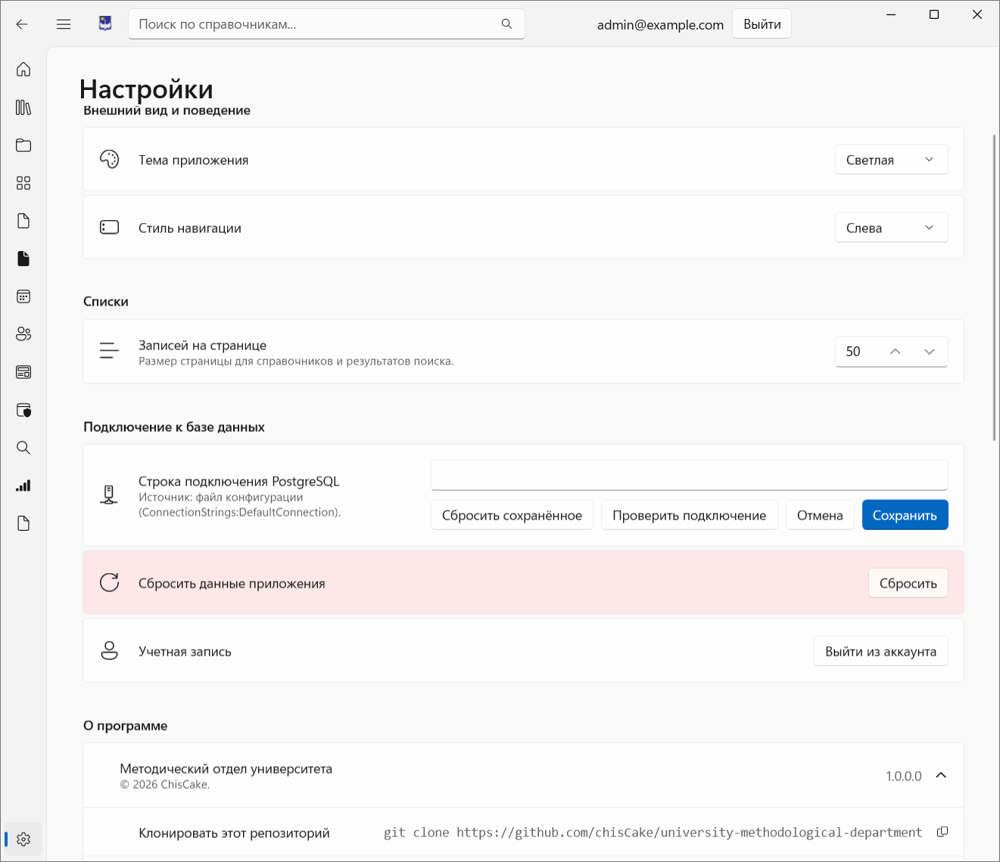 Поиск по справочникам...
admin@example.com
Выйти
Настройки
Внешний вид и поведение
Тема приложения
Светлая
Стиль навигации
Слева
Списки
Записей на странице
Размер страницы для справочников и результатов поиска.
50
Подключение к базе данных
Строка подключения PostgreSQL
Источник: файл конфигурации
(ConnectionStrings:DefaultConnection).
Сбросить сохранённое
Проверить подключение
Отмена
Сохранить
Сбросить данные приложения
Сбросить
Учетная запись
Выйти из аккаунта
О программе
Методический отдел университета
© 2026 ChisCake.
1.0.0.0
Клонировать этот репозиторий
git clone https://github.com/chisCake/university-methodological-department